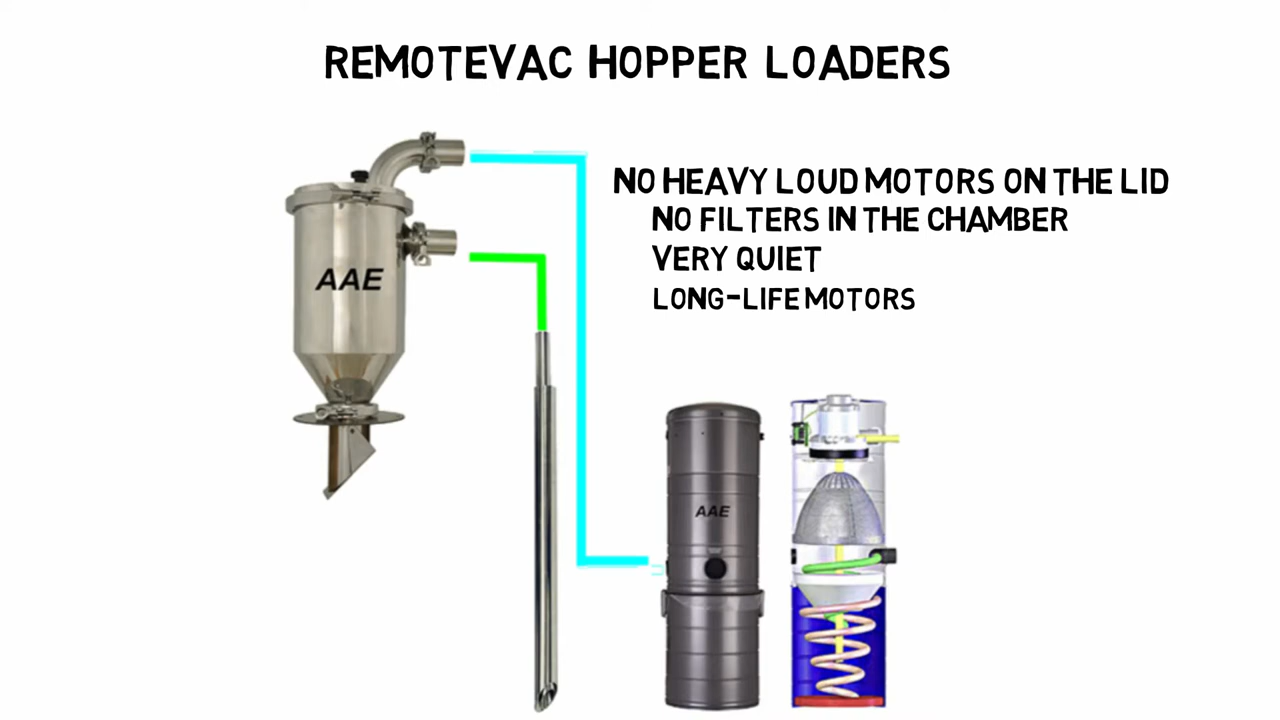 REMOTEVAC HOPPER LOADERS
NO HEAVY LOUD MOTORS ON THE LID
NO FILTERS IN THE CHAMBER
VERY QUIET
LONG-LIFE MOTORS
AAE
AAE